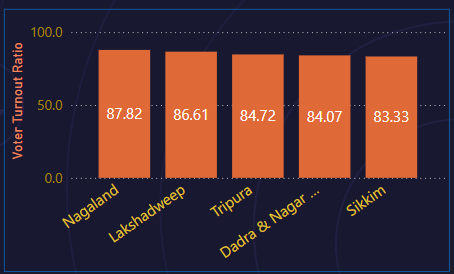 Voter Turnout Ratio
100.0
50.0
0.0
87.82
86.61
84.72
84.07
83.33
Nagaland
Lakshadweep
Tripura
Dadra & Nagar ...
Sikkim